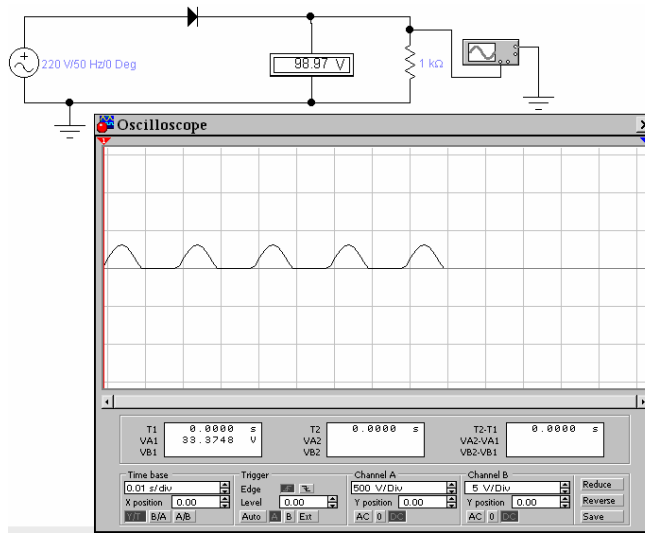 220 V/50 Hz/0 Deg
98.97 V
1 kΩ
Oscilloscope
1
T1 0.0000 s T2 0.0000 s T2-T1 0.0000 s
VA1 33.3748 V VA2 VA2-VA1
VB1 VB2 VB2-VB1
Time base Trigger Channel A Channel B
0.01 s/div Edge 500 V/Div 5 V/Div Reduce
X position 0.00 Level 0.00 Y position 0.00 Y position 0.00 Reverse
Y/T B/A A/B Auto A B Ext AC 0 DC AC 0 DC Save